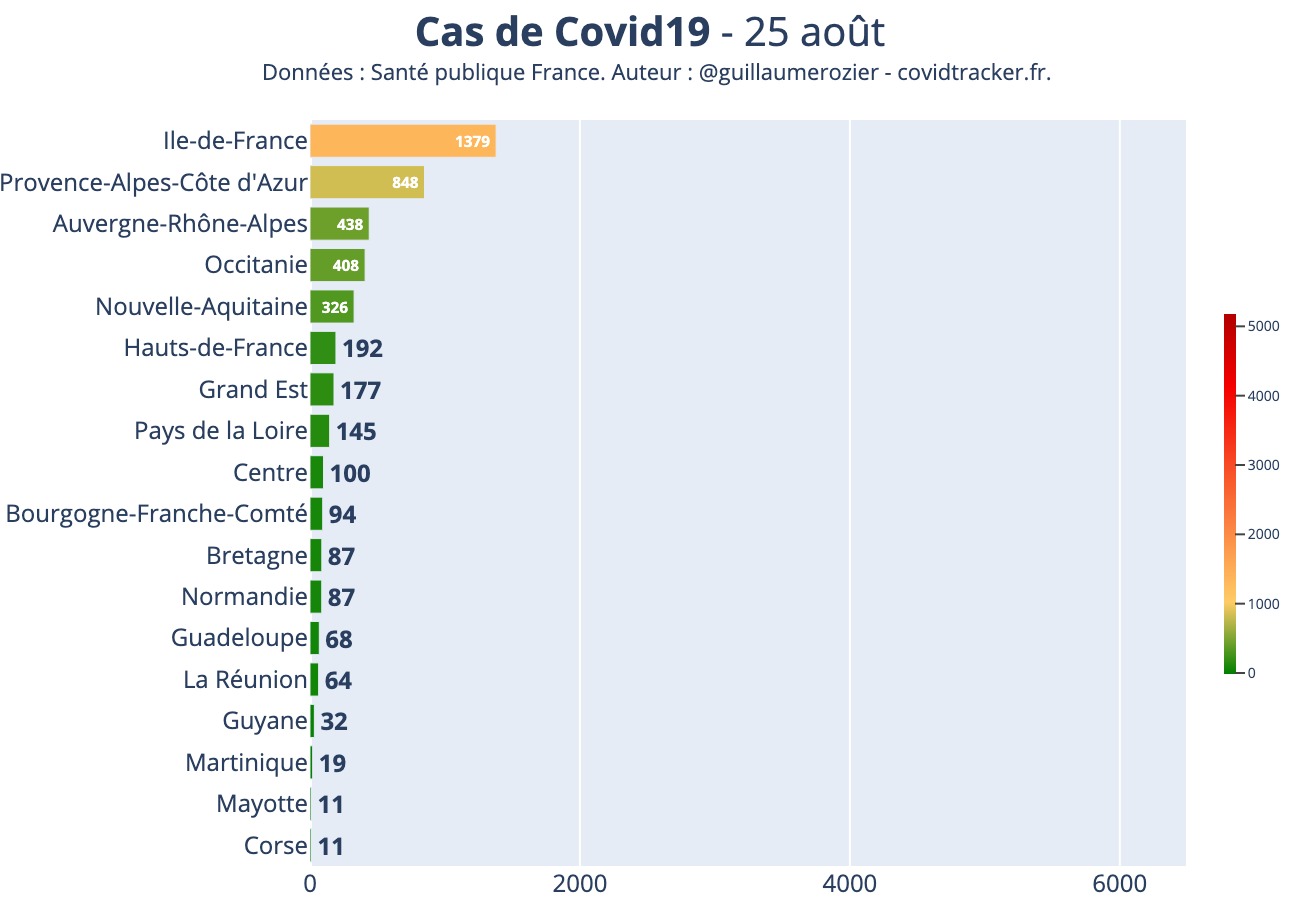 Cas de Covid19 - 25 août
Données : Santé publique France. Auteur : @guillaumerozier - covidtracker.fr.
Ile-de-France 1379
Provence-Alpes-Côte d'Azur 848
Auvergne-Rhône-Alpes 438
Occitanie 408
Nouvelle-Aquitaine 326
Hauts-de-France 192
Grand Est 177
Pays de la Loire 145
Centre 100
Bourgogne-Franche-Comté 94
Bretagne 87
Normandie 87
Guadeloupe 68
La Réunion 64
Guyane 32
Martinique 19
Mayotte 11
Corse 11
0 2000 4000 6000
5000
4000
3000
2000
1000
0